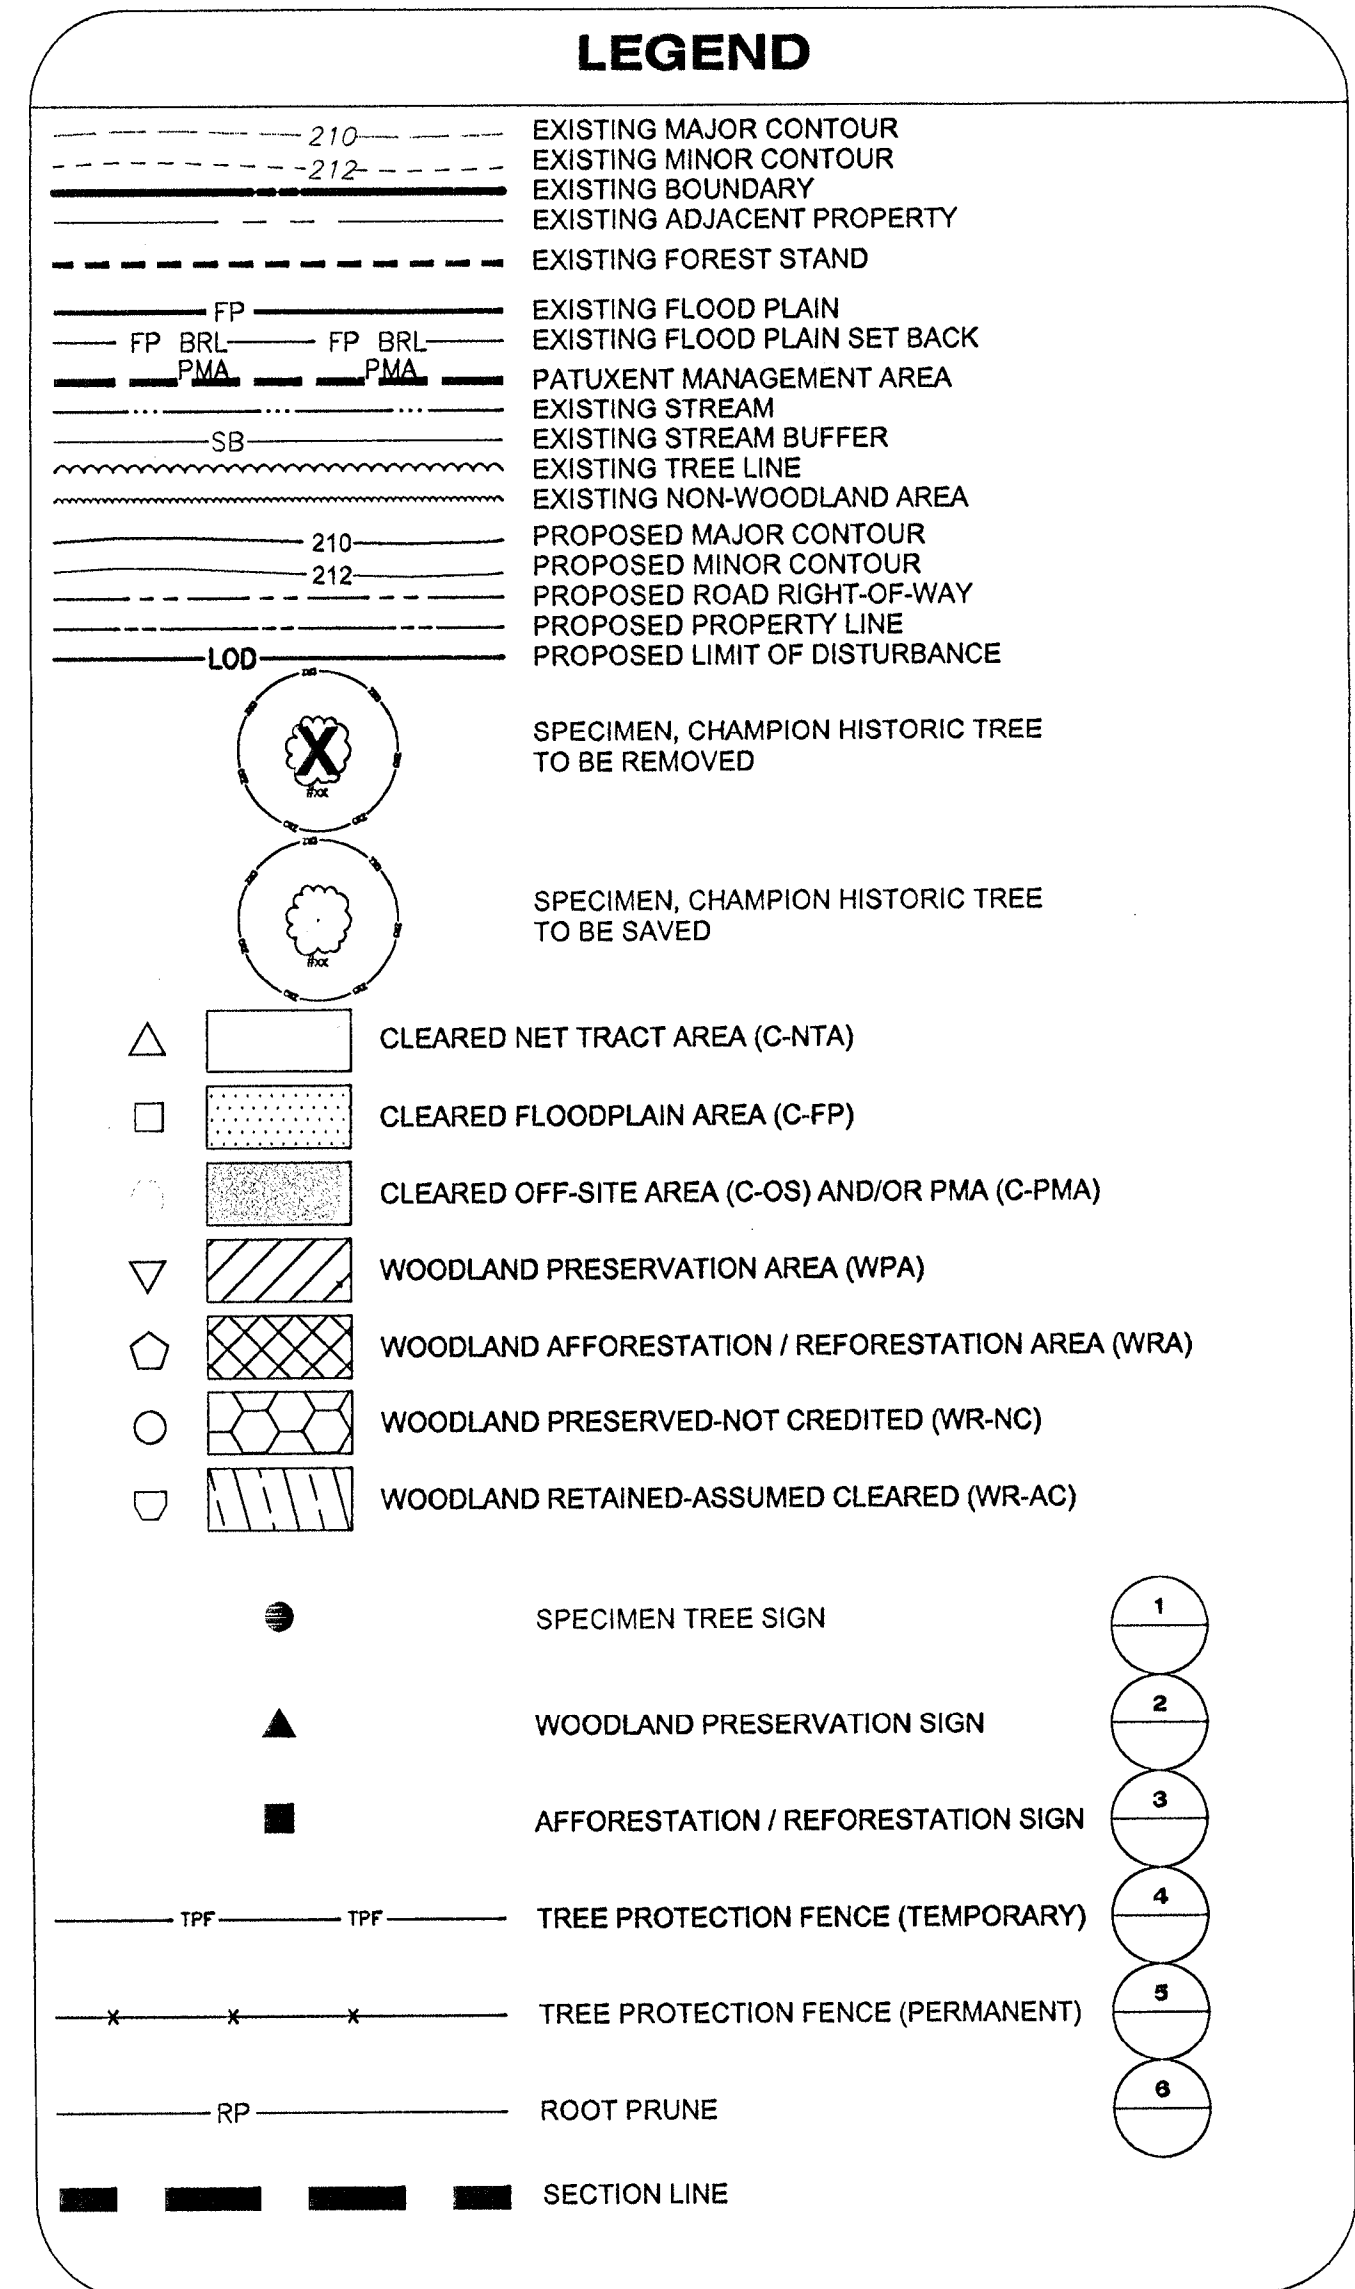 LEGEND
210 EXISTING MAJOR CONTOUR
212 EXISTING MINOR CONTOUR
EXISTING BOUNDARY
EXISTING ADJACENT PROPERTY
EXISTING FOREST STAND
FP EXISTING FLOOD PLAIN
FP BRL FP BRL EXISTING FLOOD PLAIN SET BACK
PMA PMA PATUXENT MANAGEMENT AREA
EXISTING STREAM
SB EXISTING STREAM BUFFER
EXISTING TREE LINE
EXISTING NON-WOODLAND AREA
210 PROPOSED MAJOR CONTOUR
212 PROPOSED MINOR CONTOUR
PROPOSED ROAD RIGHT-OF-WAY
PROPOSED PROPERTY LINE
LOD PROPOSED LIMIT OF DISTURBANCE
X
#xx
SPECIMEN, CHAMPION HISTORIC TREE
TO BE REMOVED
#xx
SPECIMEN, CHAMPION HISTORIC TREE
TO BE SAVED
CLEARED NET TRACT AREA (C-NTA)
CLEARED FLOODPLAIN AREA (C-FP)
CLEARED OFF-SITE AREA (C-OS) AND/OR PMA (C-PMA)
WOODLAND PRESERVATION AREA (WPA)
WOODLAND AFFORESTATION / REFORESTATION AREA (WRA)
WOODLAND PRESERVED-NOT CREDITED (WR-NC)
WOODLAND RETAINED-ASSUMED CLEARED (WR-AC)
SPECIMEN TREE SIGN 1
WOODLAND PRESERVATION SIGN 2
AFFORESTATION / REFORESTATION SIGN 3
TPF TPF TREE PROTECTION FENCE (TEMPORARY) 4
TREE PROTECTION FENCE (PERMANENT) 5
RP ROOT PRUNE 6
SECTION LINE